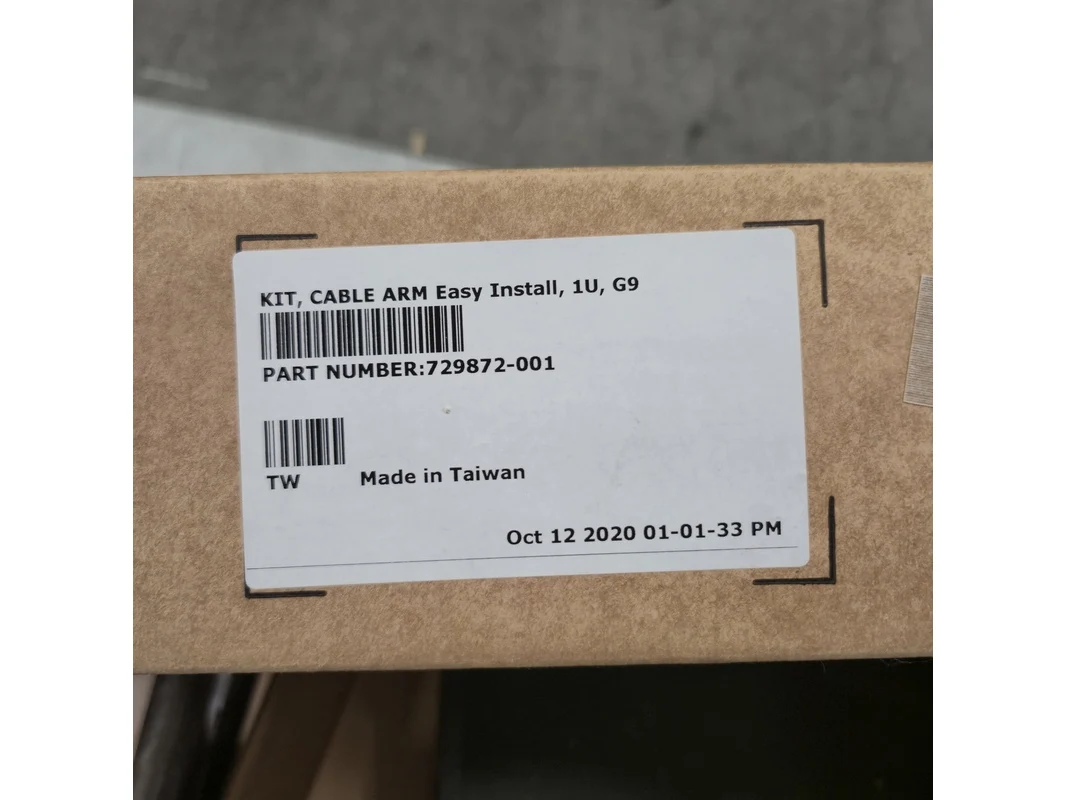 KIT, CABLE ARM Easy Install, 1U, G9
PART NUMBER:729872-001
TW
Made in Taiwan
Oct 12 2020 01-01-33 PM